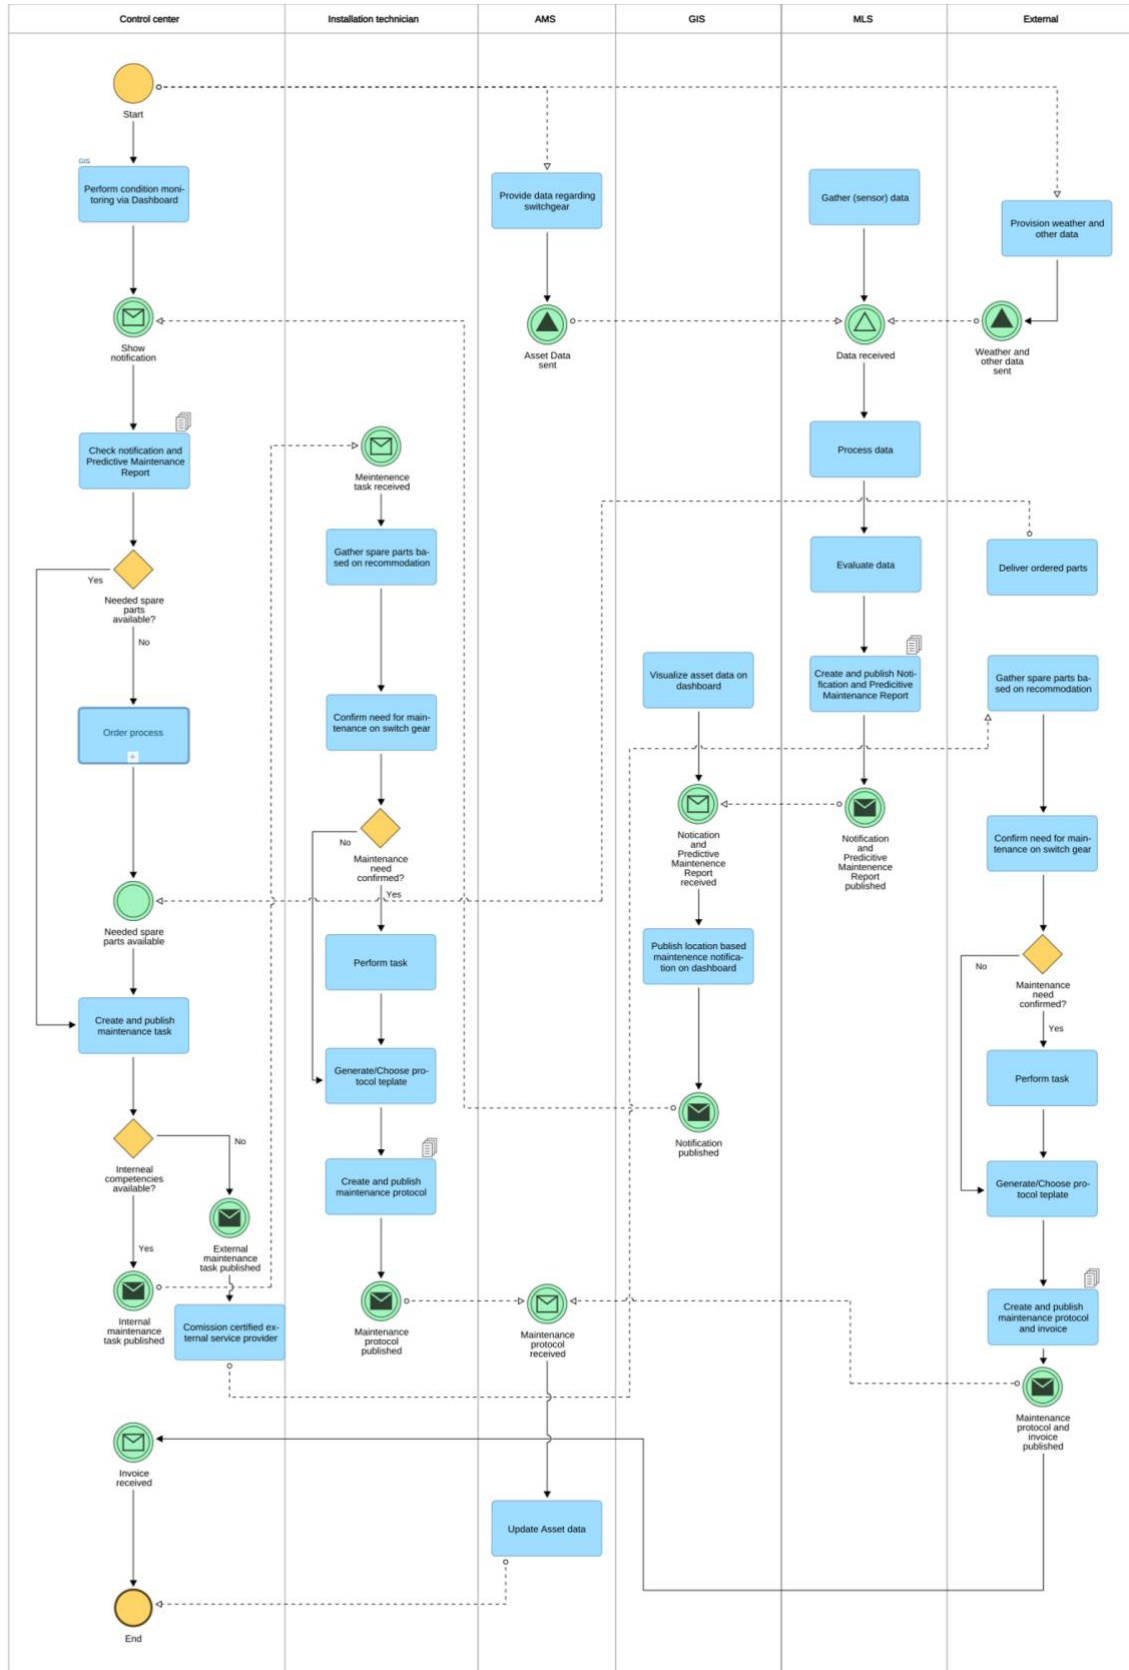 Control center
Installation technician
AMS
GIS
MLS
External
Start
GIS
Perform condition moni-
toring via Dashboard
Show
notification
Check notification and
Predictive Maintenance
Report
Yes
Needed spare
parts
available?
No
Order process
Needed spare
parts available
Create and publish
maintenance task
No
Interneal
competencies
available?
Yes
External
maintenance
task published
Internal
maintenance
task published
Comission certified ex-
ternal service provider
Invoice
received
End
Meintenence
task received
Gather spare parts ba-
sed on recommodation
Confirm need for main-
tenance on switch gear
No
Maintenance
need
confirmed?
Yes
Perform task
Generate/Choose pro-
tocol teplate
Create and publish
maintenance protocol
Maintenance
protocol
published
Provide data regarding
switchgear
Asset Data
sent
Maintenance
protocol
received
Update Asset data
Visualize asset data on
dashboard
Notication
and
Predicitive
Maintenence
Report
received
Publish location based
maintenence notifica-
tion on dashboard
Notification
published
Gather (sensor) data
Data received
Process data
Evaluate data
Create and publish Noti-
fication and Predicitive
Maintenance Report
Notification
and
Predicitive
Maintenence
Report
published
Provision weather and
other data
Weather and
other data
sent
Deliver ordered parts
Gather spare parts ba-
sed on recommodation
Confirm need for main-
tenance on switch gear
No
Maintenance
need
confirmed?
Yes
Perform task
Generate/Choose pro-
tocol teplate
Create and publish
maintenance protocol
and invoice
Maintenance
protocol and
invoice
published